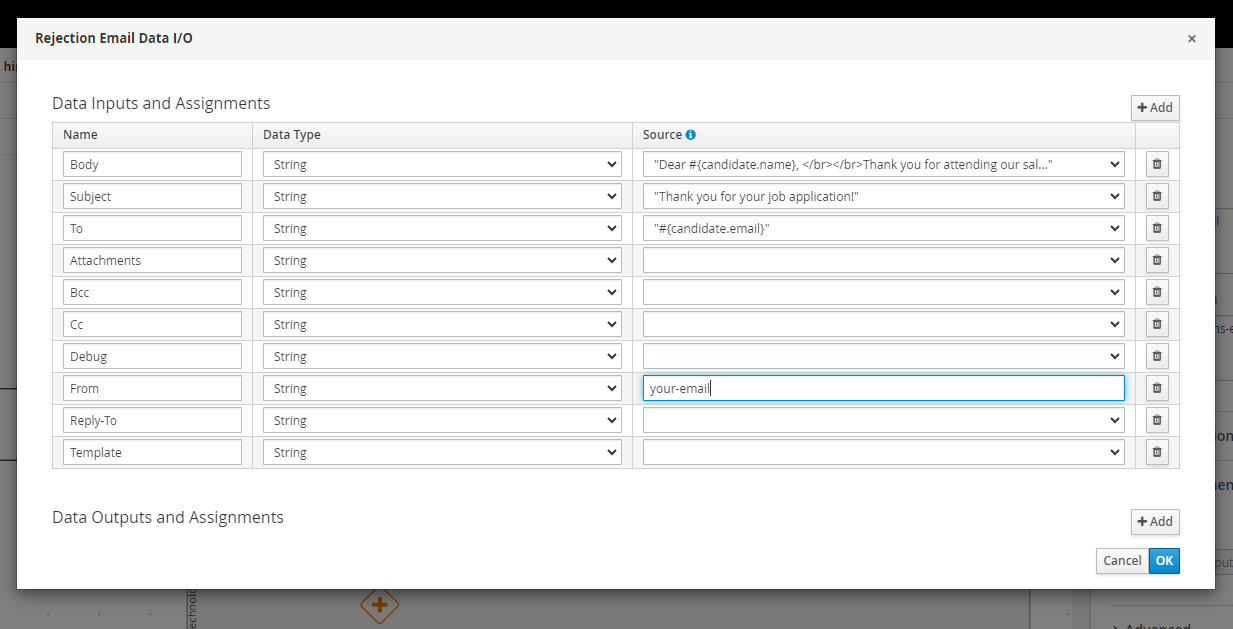 Rejection Email Data I/O
×
hi
Data Inputs and Assignments
Add
Name Data Type Source
Body String "Dear #{candidate.name}, </br></br>Thank you for attending our sal..."
Subject String "Thank you for your job application!"
To String "#{candidate.email}"
Attachments String
Bcc String
Cc String
Debug String
From String your-email
Reply-To String
Template String
Data Outputs and Assignments
Add
Cancel OK